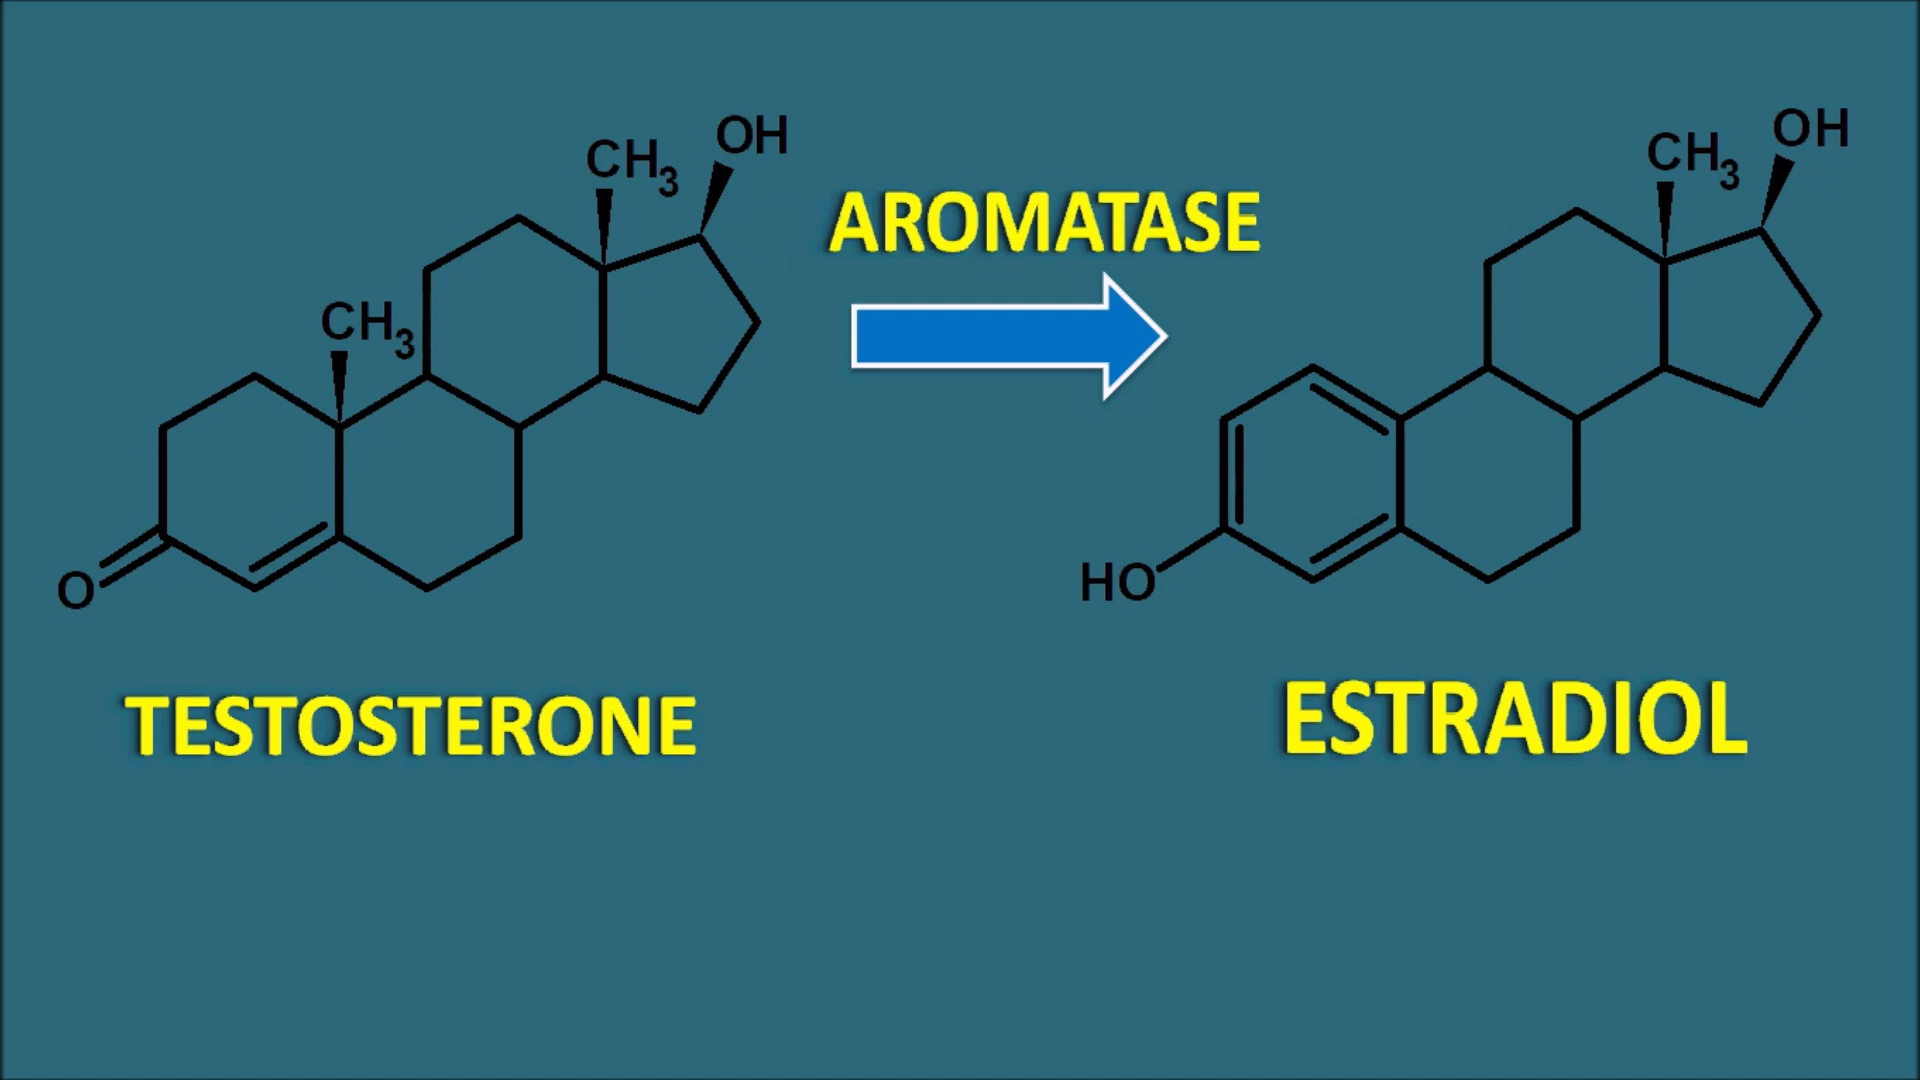 CH3
OH
CH3
O
TESTOSTERONE
AROMATASE
CH3
OH
HO
ESTRADIOL